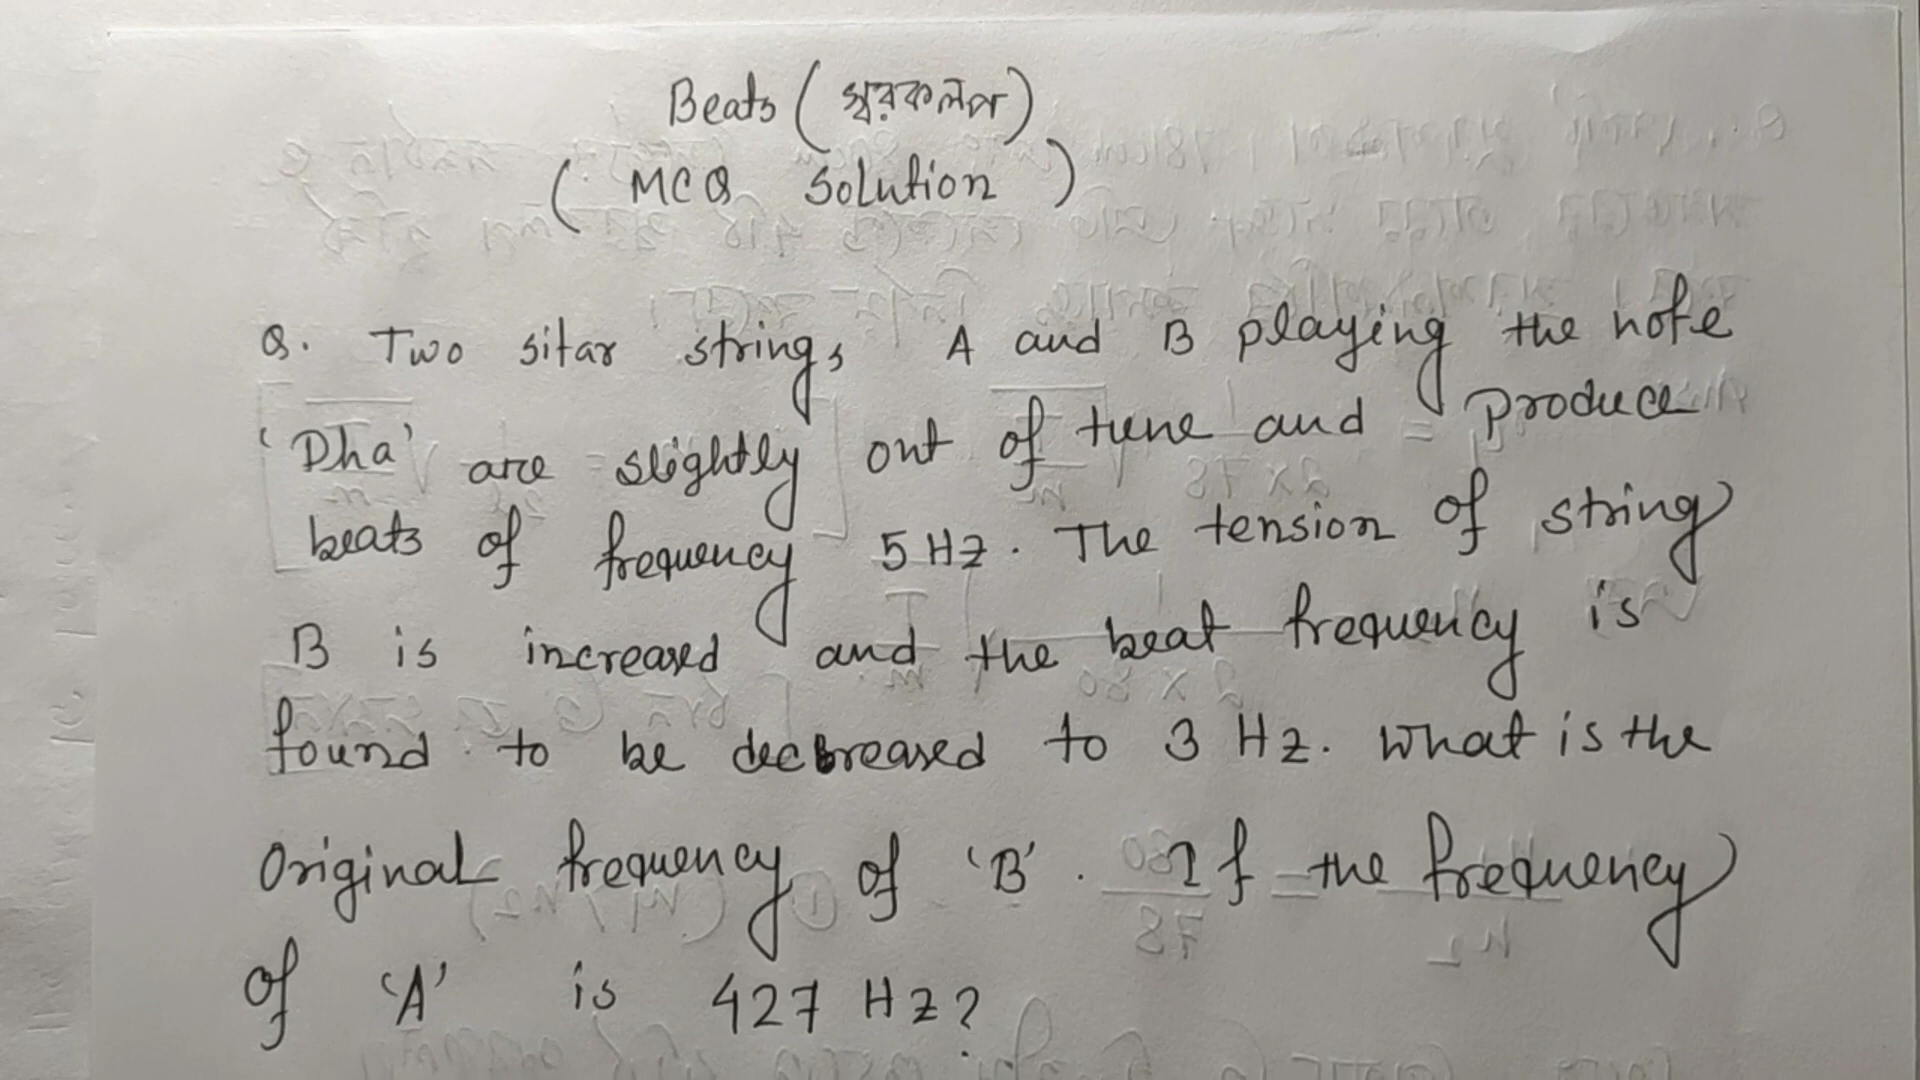 Beats (স্বরকম্প)
(MCQ Solution)
Q. Two sitar strings A and B playing the note
'Dha' are slightly out of tune and produce
beats of frequency 5 Hz. The tension of string
B is increased and the beat frequency is
found to be decreased to 3 Hz. What is the
Original frequency of 'B'. If the frequency
of 'A' is 427 Hz?